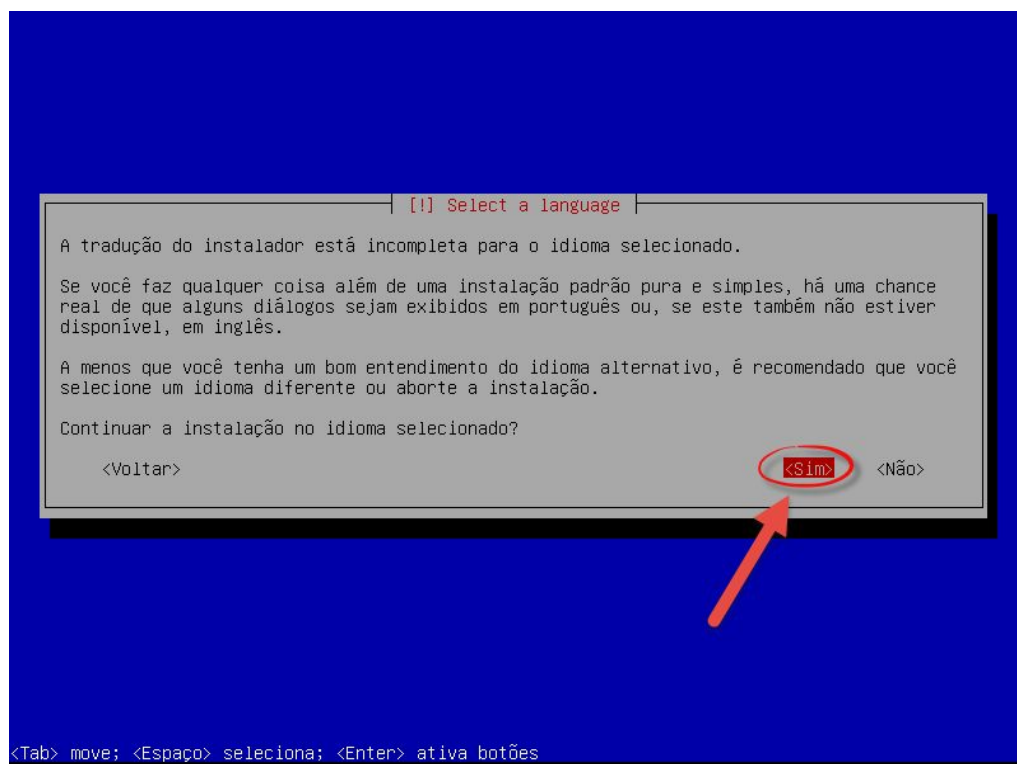 [!] Select a language
A tradução do instalador está incompleta para o idioma selecionado.
Se você faz qualquer coisa além de uma instalação padrão pura e simples, há uma chance
real de que alguns diálogos sejam exibidos em português ou, se este também não estiver
disponível, em inglês.
A menos que você tenha um bom entendimento do idioma alternativo, é recomendado que você
selecione um idioma diferente ou aborte a instalação.
Continuar a instalação no idioma selecionado?
<Voltar> <Sim> <Não>
<Tab> move; <Espaço> seleciona; <Enter> ativa botões